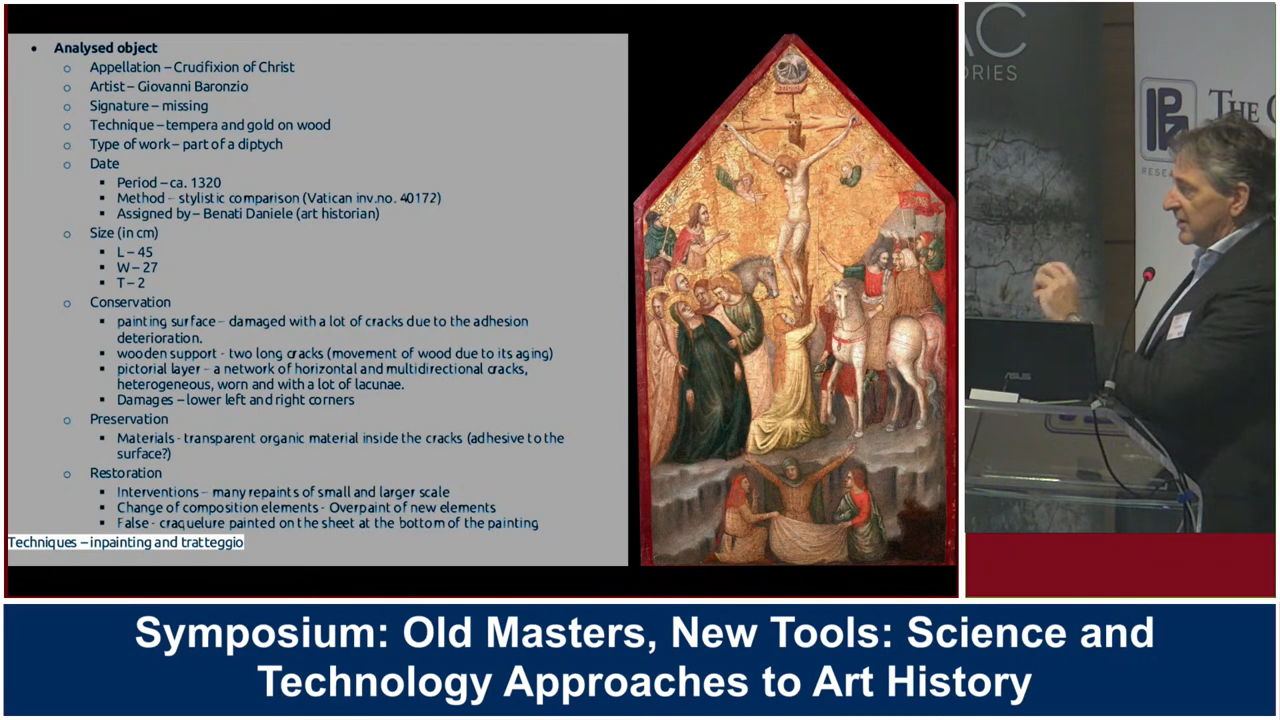 • Analysed object
o Appellation – Crucifixion of Christ
o Artist – Giovanni Baronzio
o Signature – missing
o Technique – tempera and gold on wood
o Type of work – part of a diptych
o Date
▪ Period – ca. 1320
▪ Method – stylistic comparison (Vatican inv.no. 40172)
▪ Assigned by – Benati Daniele (art historian)
o Size (in cm)
▪ L – 45
▪ W – 27
▪ T – 2
o Conservation
▪ painting surface – damaged with a lot of cracks due to the adhesion
deterioration.
▪ wooden support - two long cracks (movement of wood due to its aging)
▪ pictorial layer – a network of horizontal and multidirectional cracks,
heterogeneous, worn and with a lot of lacunae.
▪ Damages – lower left and right corners
o Preservation
▪ Materials - transparent organic material inside the cracks (adhesive to the
surface?)
o Restoration
▪ Interventions – many repaints of small and larger scale
▪ Change of composition elements - Overpaint of new elements
▪ False - craquelure painted on the sheet at the bottom of the painting
Techniques – inpainting and tratteggio
AC
ORIES
THE
RESEA
ASUS
Symposium: Old Masters, New Tools: Science and
Technology Approaches to Art History